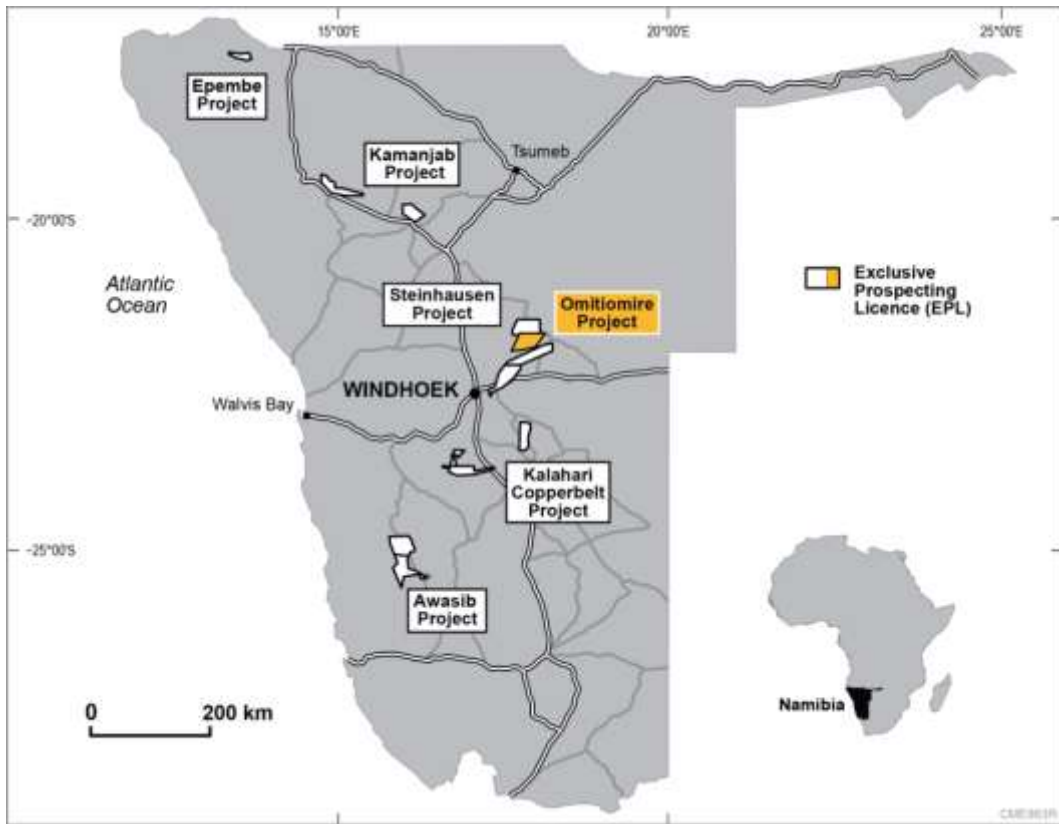 15°00'E
20°00'E
25°00'E
Epembe
Project
Kamanjab
Project
Tsumeb
–20°00'S
Atlantic
Ocean
Steinhausen
Project
Omitiomire
Project
Exclusive
Prospecting
Licence (EPL)
WINDHOEK
Walvis Bay
Kalahari
Copperbelt
Project
–25°00'S
Awasib
Project
0
200 km
Namibia